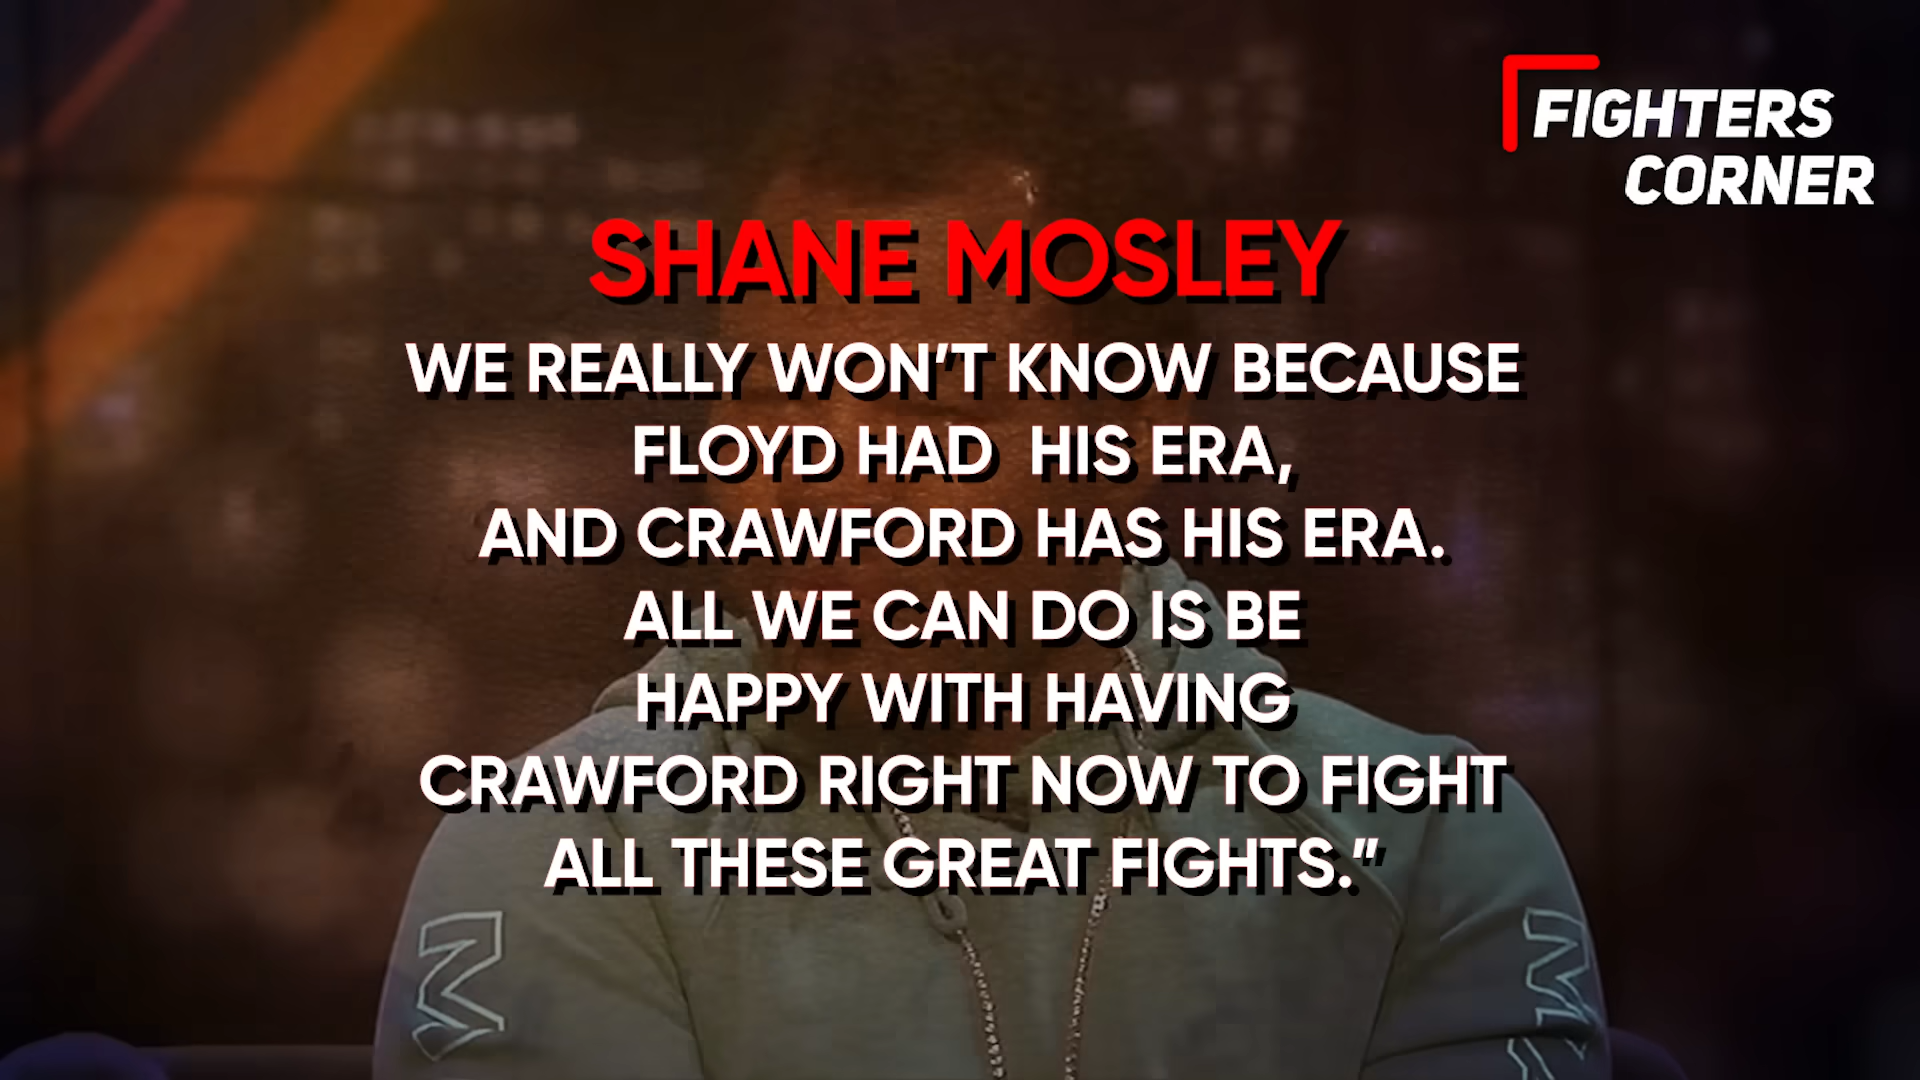 FIGHTERS
CORNER
SHANE MOSLEY
WE REALLY WON’T KNOW BECAUSE
FLOYD HAD  HIS ERA,
AND CRAWFORD HAS HIS ERA.
ALL WE CAN DO IS BE
HAPPY WITH HAVING
CRAWFORD RIGHT NOW TO FIGHT
ALL THESE GREAT FIGHTS.”
M
M